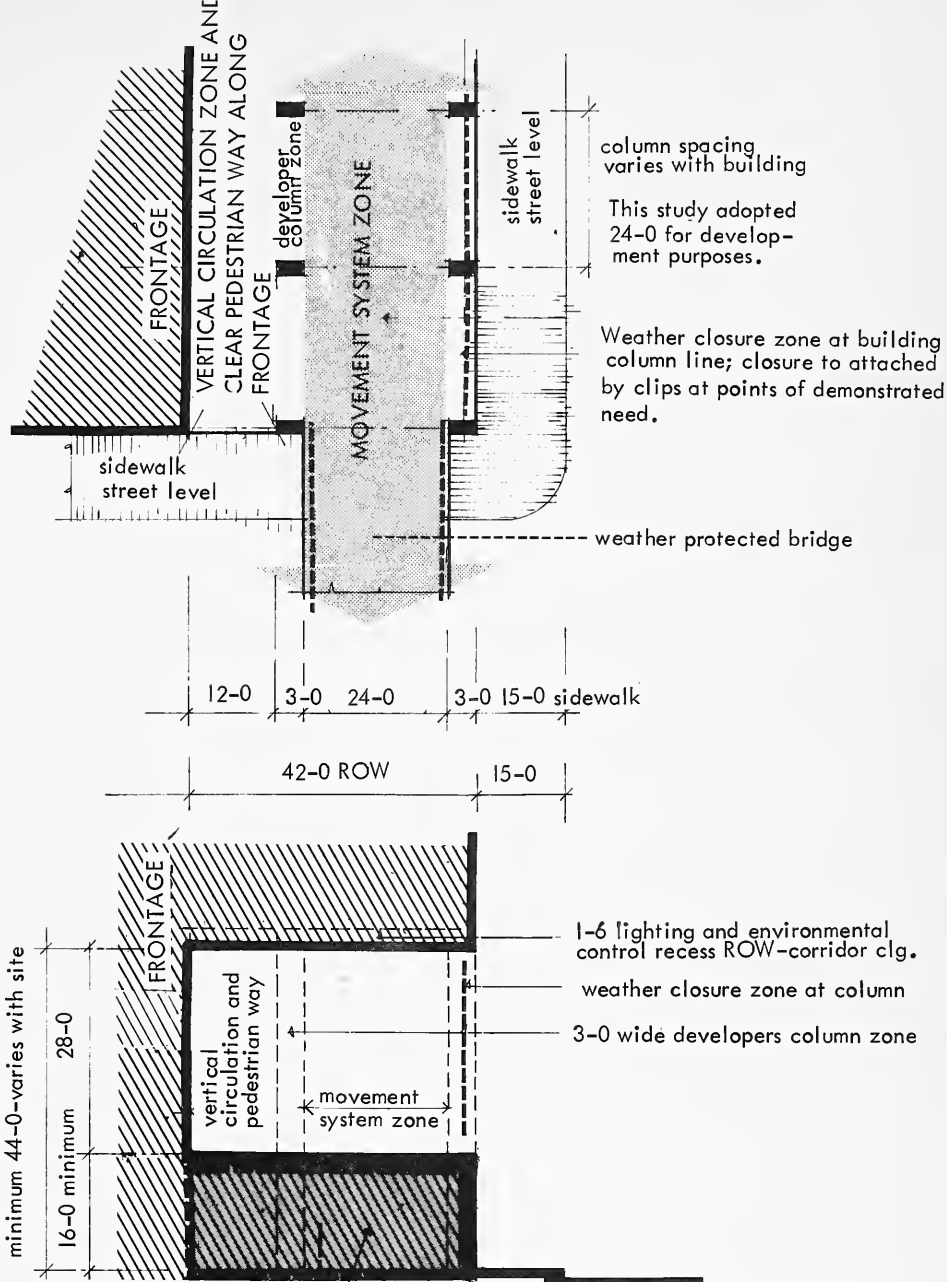 VERTICAL CIRCULATION ZONE AND
CLEAR PEDESTRIAN WAY ALONG
FRONTAGE
FRONTAGE
developer
column zone
MOVEMENT SYSTEM ZONE
sidewalk
street level
column spacing
varies with building
This study adopted
24-0 for develop-
ment purposes.
Weather closure zone at building
column line; closure to attached
by clips at points of demonstrated
need.
sidewalk
street level
weather protected bridge
12-0
3-0
24-0
3-0
15-0 sidewalk
42-0 ROW
15-0
FRONTAGE
minimum 44-0-varies with site
28-0
16-0 minimum
vertical
circulation and
pedestrian way
movement
system zone
1-6 lighting and environmental
control recess ROW-corridor clg.
weather closure zone at column
3-0 wide developers column zone